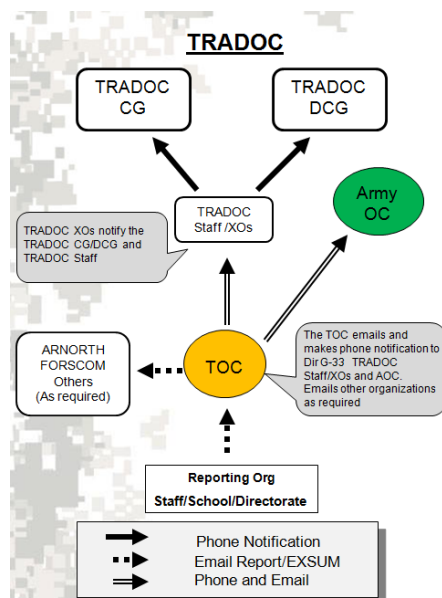 TRADOC
TRADOC
CG
TRADOC
DCG
Army
OC
TRADOC
Staff /XOs
TRADOC XOs notify the
TRADOC CG/DCG and
TRADOC Staff
ARNORTH
FORSCOM
Others
(As required)
TOC
The TOC emails and
makes phone notification to
Dir G-33 TRADOC
Staff/XOs and AOC.
Emails other organizations
as required
Reporting Org
Staff/School/Directorate
Phone Notification
Email Report/EXSUM
Phone and Email